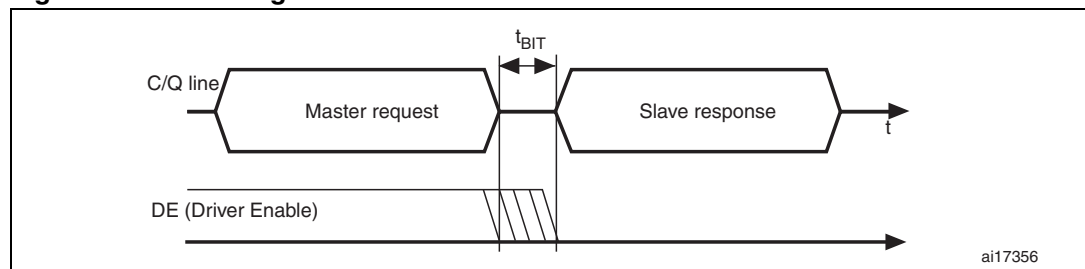 t_BIT
C/Q line
Master request
Slave response
t
DE (Driver Enable)
ai17356